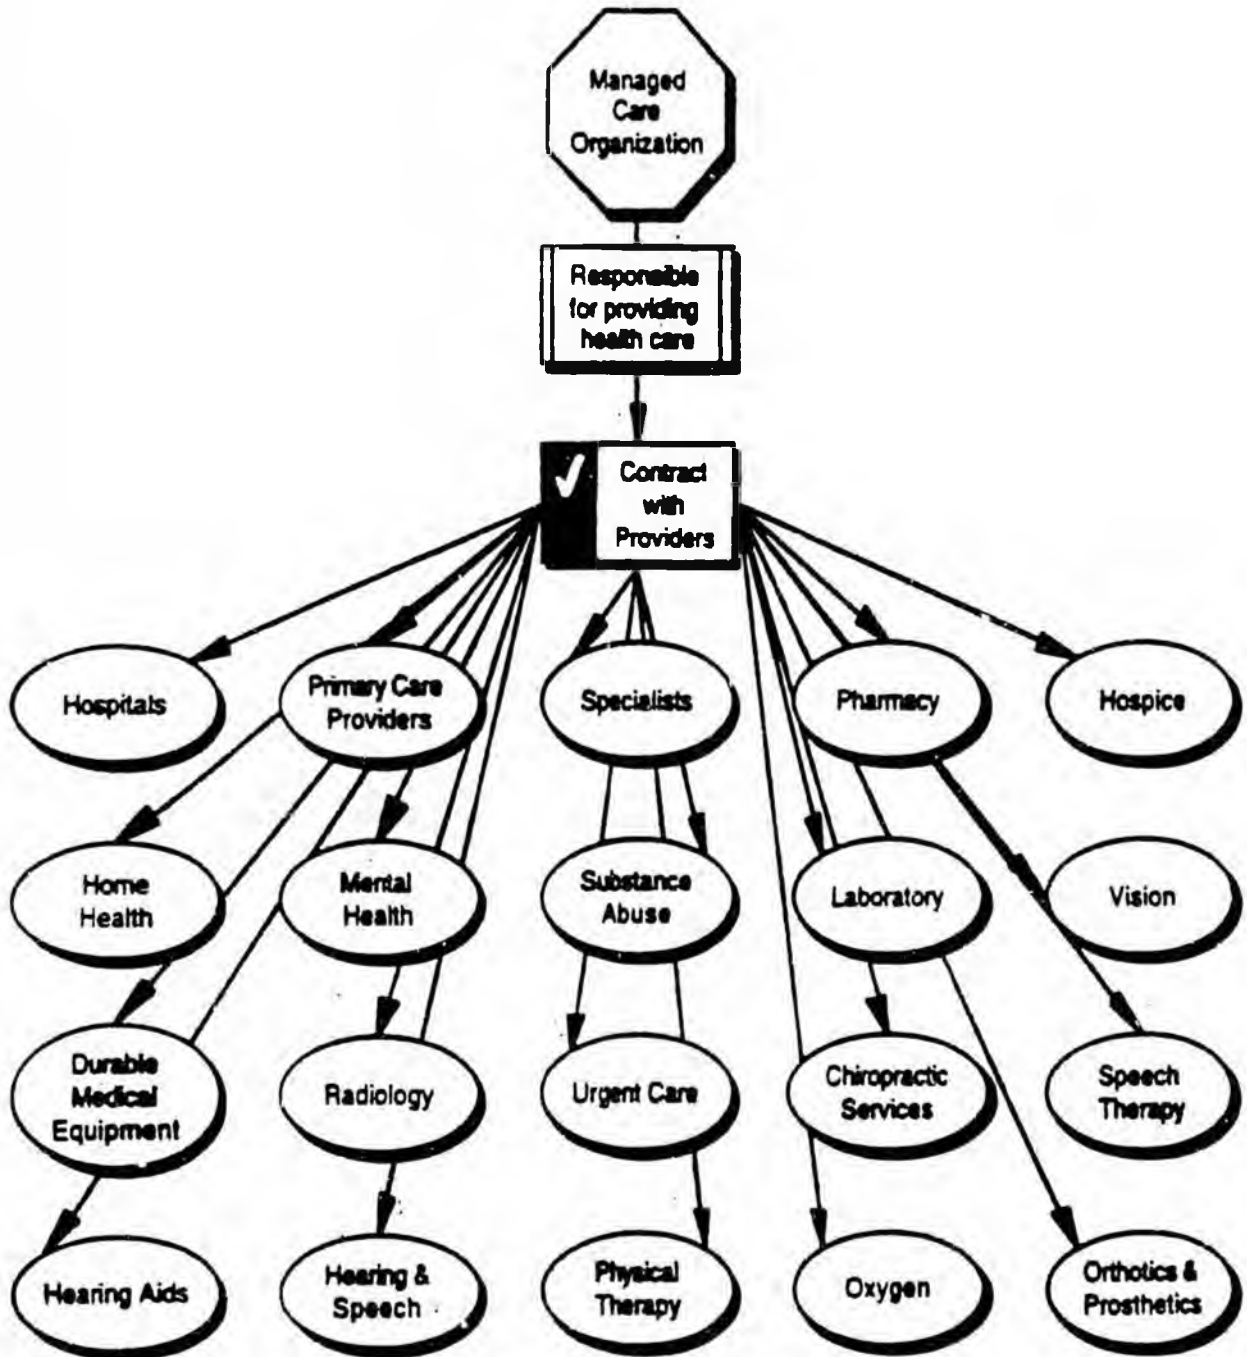 Managed
Care
Organization
Responsible
for providing
health care
Contract
with
Providers
Hospitals
Primary Care
Providers
Specialists
Pharmacy
Hospice
Home
Health
Mental
Health
Substance
Abuse
Laboratory
Vision
Durable
Medical
Equipment
Radiology
Urgent Care
Chiropractic
Services
Speech
Therapy
Hearing Aids
Hearing &
Speech
Physical
Therapy
Oxygen
Orthotics &
Prosthetics